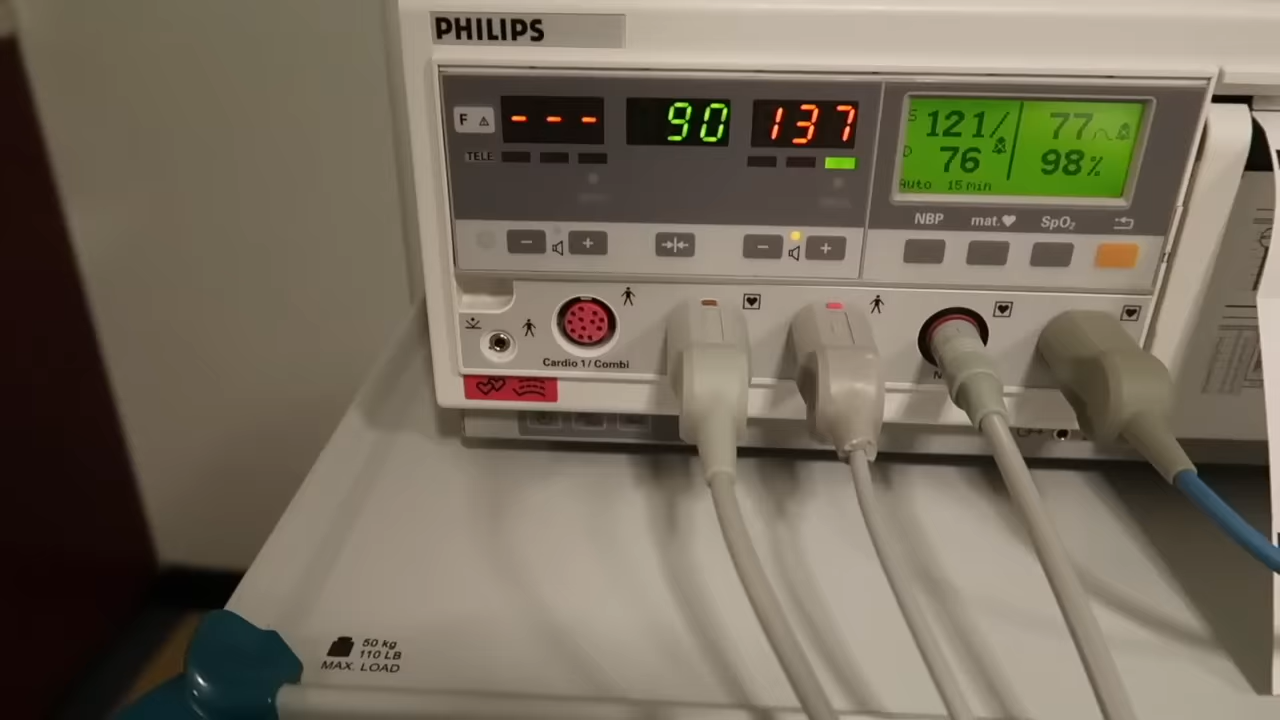 PHILIPS
F
- - -
90
137
TELE
S 121/
77
D 76
98%
Auto 15 min
NBP
mat.
SpO₂
Cardio 1 / Combi
50 kg
110 LB
MAX. LOAD